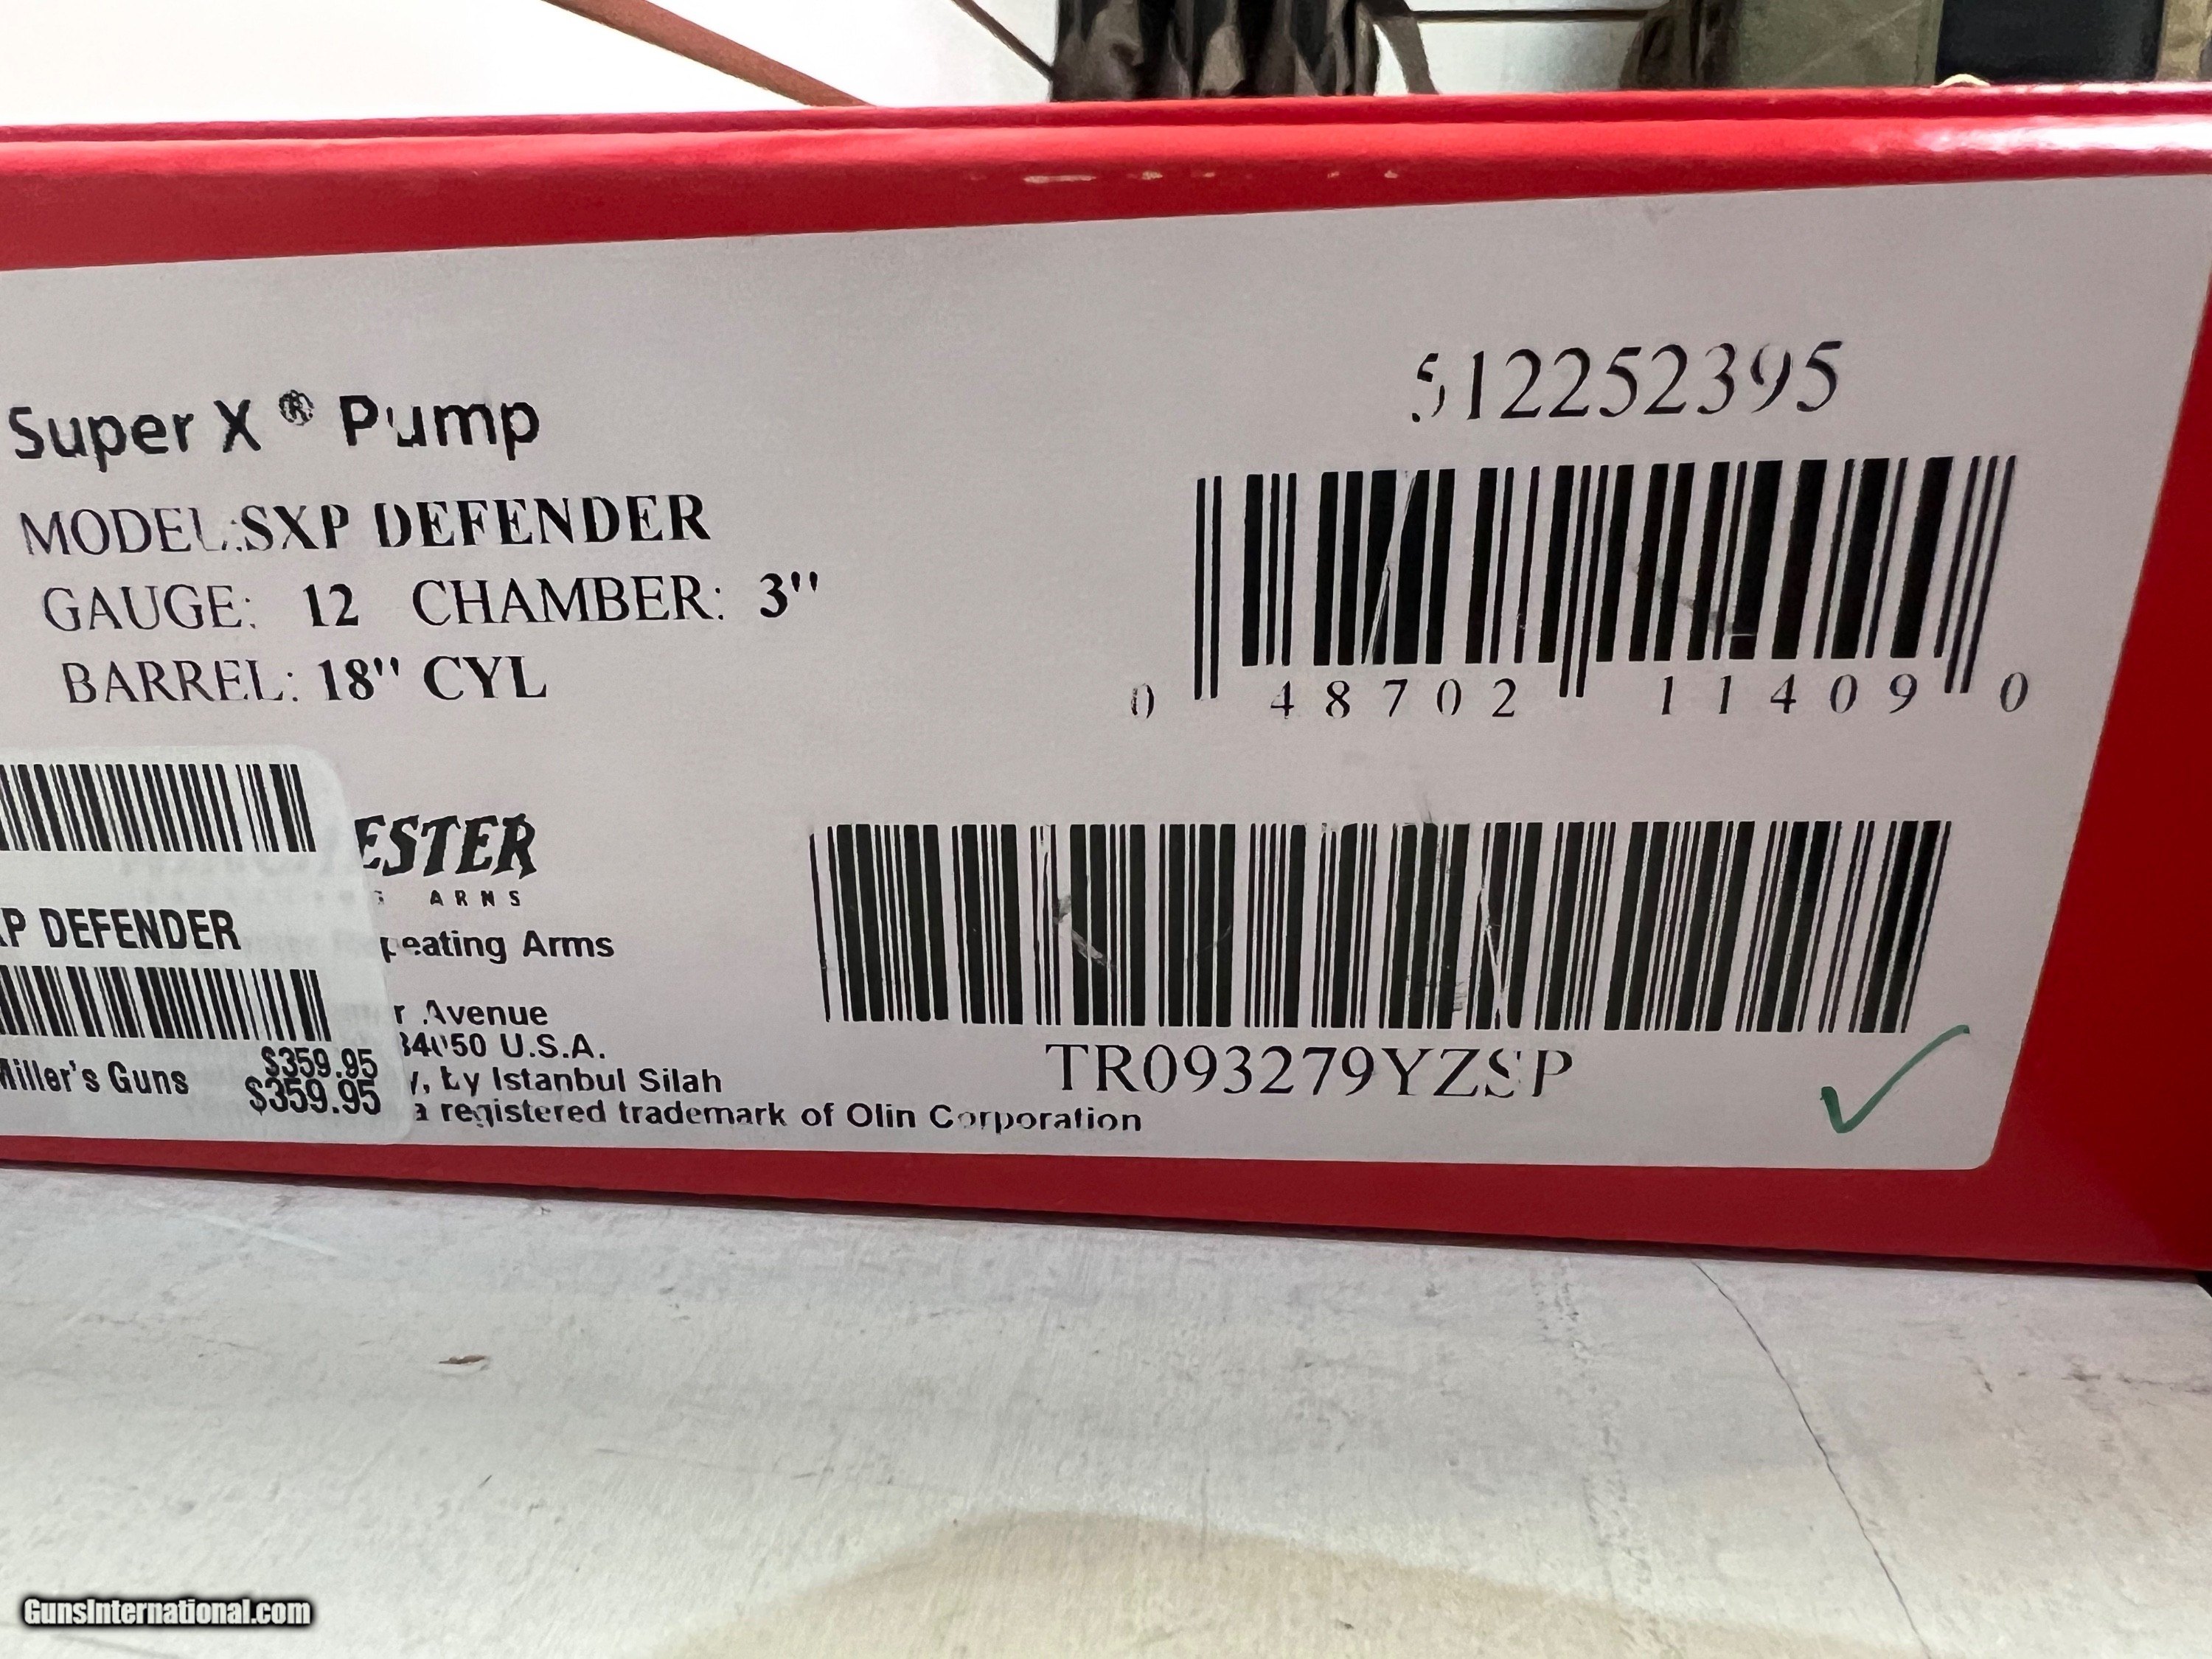 512252395
Super X ® Pump
MODEL:SXP DEFENDER
GAUGE: 12 CHAMBER: 3"
BARREL: 18" CYL
0 48702 11409 0
ESTER
ARMS
P DEFENDER
peating Arms
r Avenue
84050 U.S.A.
$359.95
Miller's Guns
$359.95
y, by Istanbul Silah
a registered trademark of Olin Corporation
TR093279YZSP
GunsInternational.com